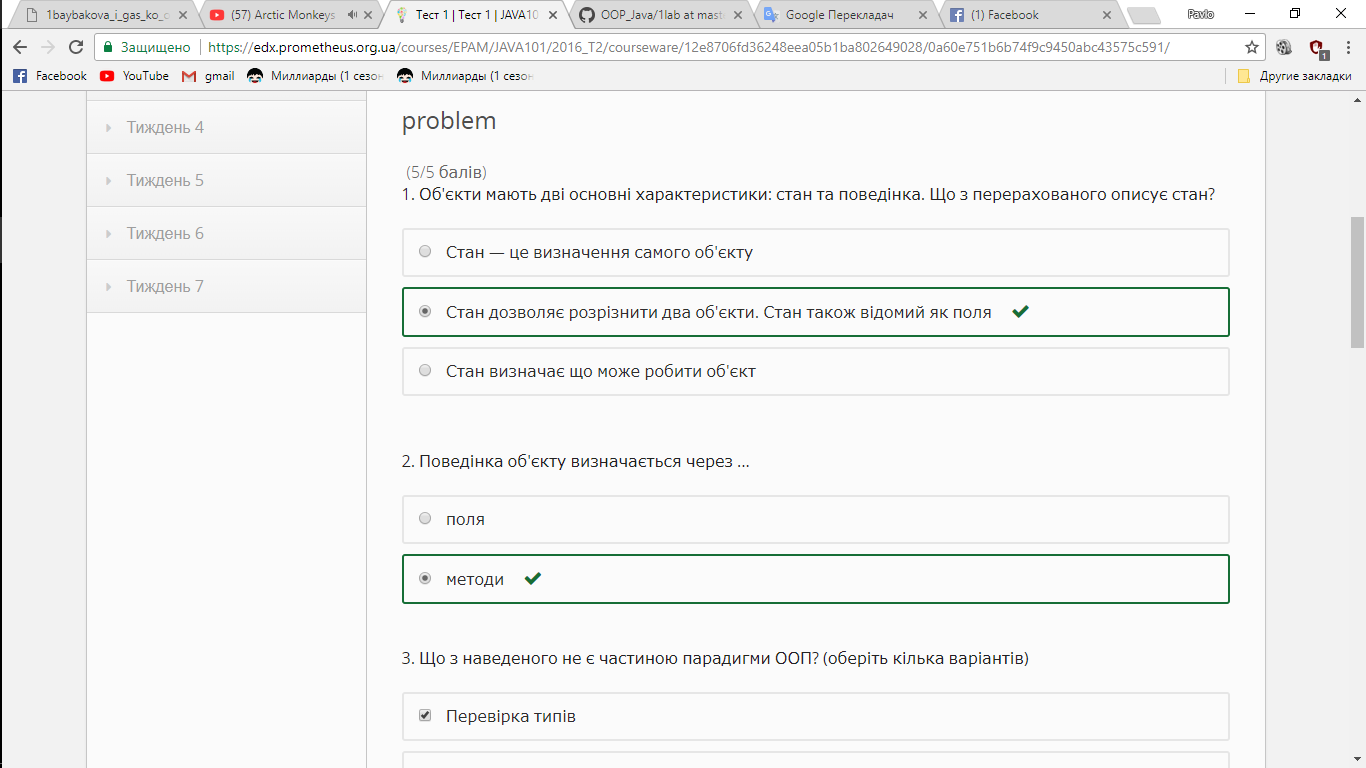 1baybakova_i_gas_ko_o
(57) Arctic Monkeys
Тест 1 | Тест 1 | JAVA10
OOP_Java/1lab at mast
Google Перекладач
(1) Facebook
Pavlo
Защищено
https://edx.prometheus.org.ua/courses/EPAM/JAVA101/2016_T2/courseware/12e8706fd36248eea05b1ba802649028/0a60e751b6b74f9c9450abc43575c591/
1
Facebook
YouTube
gmail
Миллиарды (1 сезон
Миллиарды (1 сезон
Другие закладки
Тиждень 4
Тиждень 5
Тиждень 6
Тиждень 7
problem
(5/5 балів)
1. Об'єкти мають дві основні характеристики: стан та поведінка. Що з перерахованого описує стан?
Стан — це визначення самого об'єкту
Стан дозволяє розрізнити два об'єкти. Стан також відомий як поля
Стан визначає що може робити об'єкт
2. Поведінка об'єкту визначається через ...
поля
методи
3. Що з наведеного не є частиною парадигми ООП? (оберіть кілька варіантів)
Перевірка типів